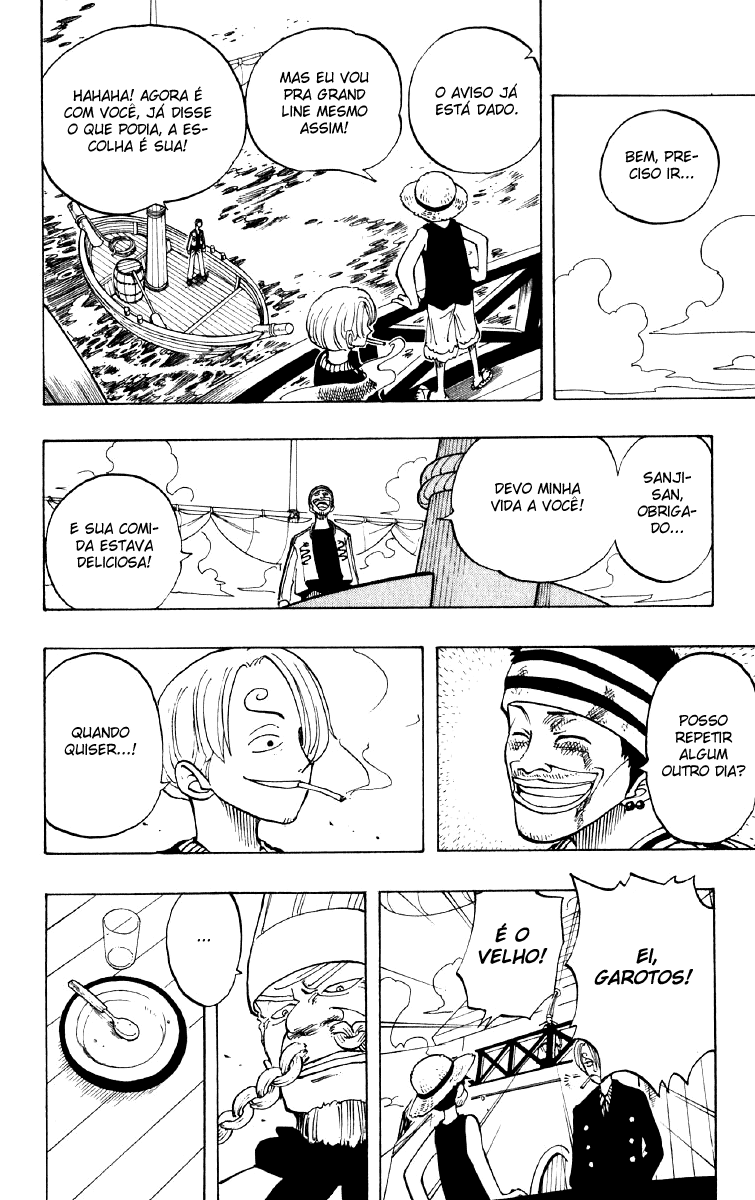 BEM, PRE-
CISO IR...
O AVISO JÁ
ESTÁ DADO.
MAS EU VOU
PRA GRAND
LINE MESMO
ASSIM!
HAHAHA! AGORA É
COM VOCÊ, JÁ DISSE
O QUE PODIA, A ES-
COLHA É SUA!
SANJI-
SAN,
OBRIGA-
DO...
DEVO MINHA
VIDA A VOCÊ!
E SUA COMI-
DA ESTAVA
DELICIOSA!
POSSO
REPETIR
ALGUM
OUTRO DIA?
QUANDO
QUISER...!
EI,
GAROTOS!
É O
VELHO!
...